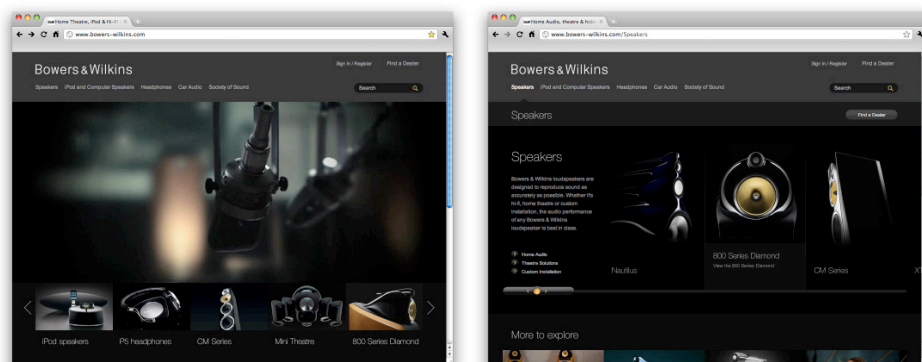 Home Theatre, iPod & Hi-Fi
www.bowers-wilkins.com
Bowers & Wilkins
Sign in / Register Find a Dealer
Speakers iPod and Computer Speakers Headphones Car Audio Society of Sound
Search
iPod speakers P5 headphones CM Series Mini Theatre 800 Series Diamond
Home Audio, theatre &
www.bowers-wilkins.com/Speakers
Bowers & Wilkins
Sign in / Register Find a Dealer
Speakers iPod and Computer Speakers Headphones Car Audio Society of Sound
Search
Speakers
Find a Dealer
Speakers
Bowers & Wilkins loudspeakers are
designed to reproduce sound as
accurately as possible. Whether it's
hi-fi, home theatre or custom
installation, the audio performance
of any Bowers & Wilkins
loudspeaker is best in class.
Home Audio
Theatre Solutions
Custom Installation
Nautilus
800 Series Diamond
View the 800 Series Diamond
CM Series
More to explore